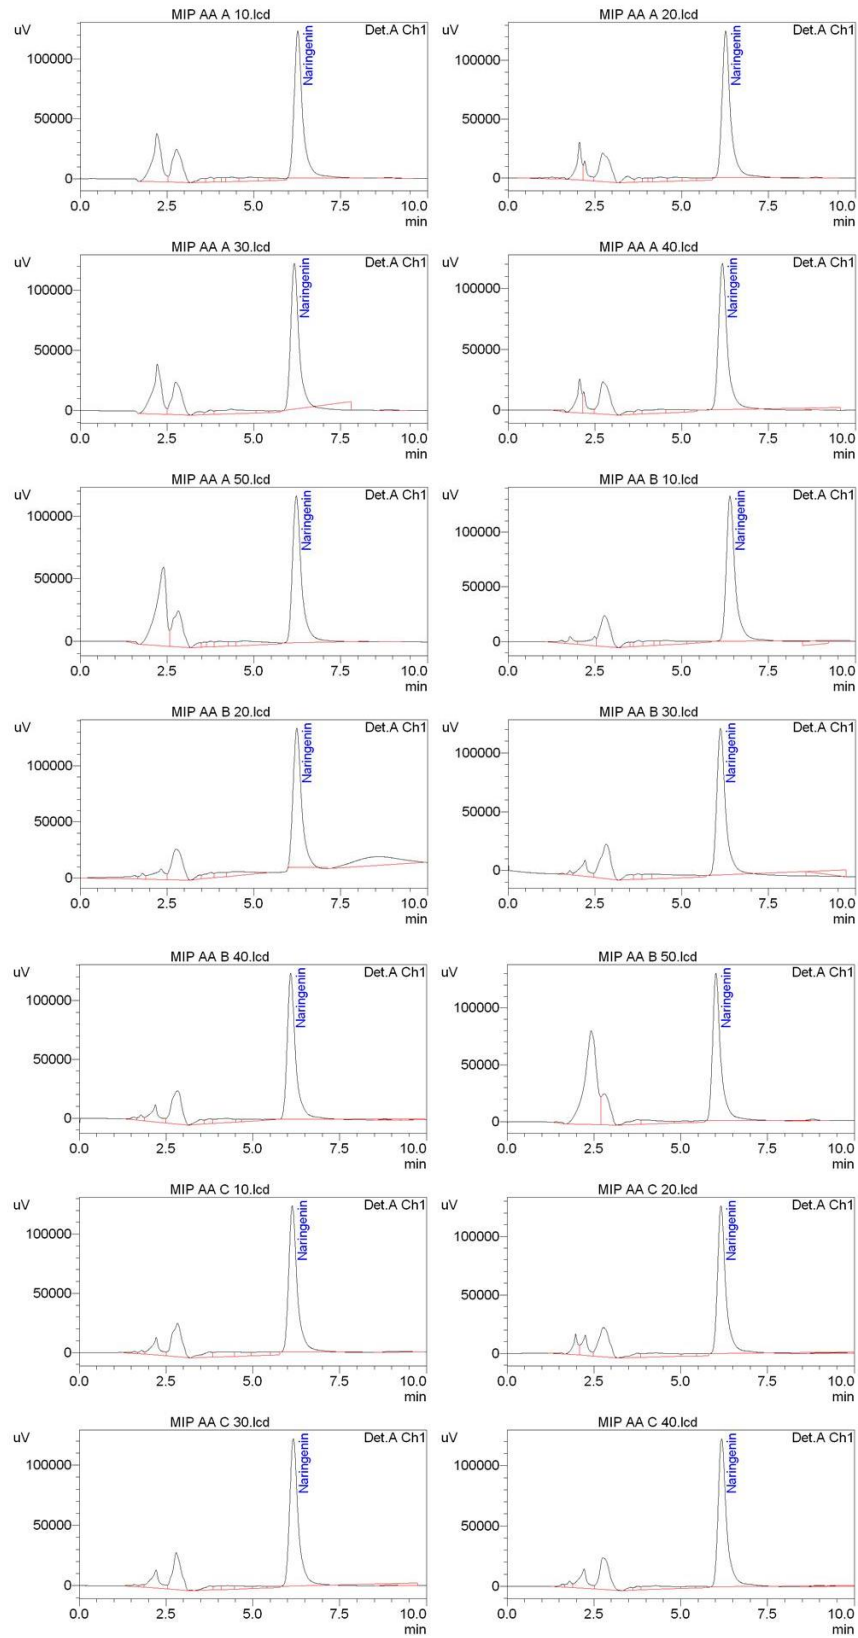 MIP AA A 10.lcd
uV
Det.A Ch1
Naringenin
100000
50000
0
0.0 2.5 5.0 7.5 10.0
min
MIP AA A 20.lcd
uV
Det.A Ch1
Naringenin
100000
50000
0
0.0 2.5 5.0 7.5 10.0
min
MIP AA A 30.lcd
uV
Det.A Ch1
Naringenin
100000
50000
0
0.0 2.5 5.0 7.5 10.0
min
MIP AA A 40.lcd
uV
Det.A Ch1
Naringenin
100000
50000
0
0.0 2.5 5.0 7.5 10.0
min
MIP AA A 50.lcd
uV
Det.A Ch1
Naringenin
100000
50000
0
0.0 2.5 5.0 7.5 10.0
min
MIP AA B 10.lcd
uV
Det.A Ch1
Naringenin
100000
50000
0
0.0 2.5 5.0 7.5 10.0
min
MIP AA B 20.lcd
uV
Det.A Ch1
Naringenin
100000
50000
0
0.0 2.5 5.0 7.5 10.0
min
MIP AA B 30.lcd
uV
Det.A Ch1
Naringenin
100000
50000
0
0.0 2.5 5.0 7.5 10.0
min
MIP AA B 40.lcd
uV
Det.A Ch1
Naringenin
100000
50000
0
0.0 2.5 5.0 7.5 10.0
min
MIP AA B 50.lcd
uV
Det.A Ch1
Naringenin
100000
50000
0
0.0 2.5 5.0 7.5 10.0
min
MIP AA C 10.lcd
uV
Det.A Ch1
Naringenin
100000
50000
0
0.0 2.5 5.0 7.5 10.0
min
MIP AA C 20.lcd
uV
Det.A Ch1
Naringenin
100000
50000
0
0.0 2.5 5.0 7.5 10.0
min
MIP AA C 30.lcd
uV
Det.A Ch1
Naringenin
100000
50000
0
0.0 2.5 5.0 7.5 10.0
min
MIP AA C 40.lcd
uV
Det.A Ch1
Naringenin
100000
50000
0
0.0 2.5 5.0 7.5 10.0
min